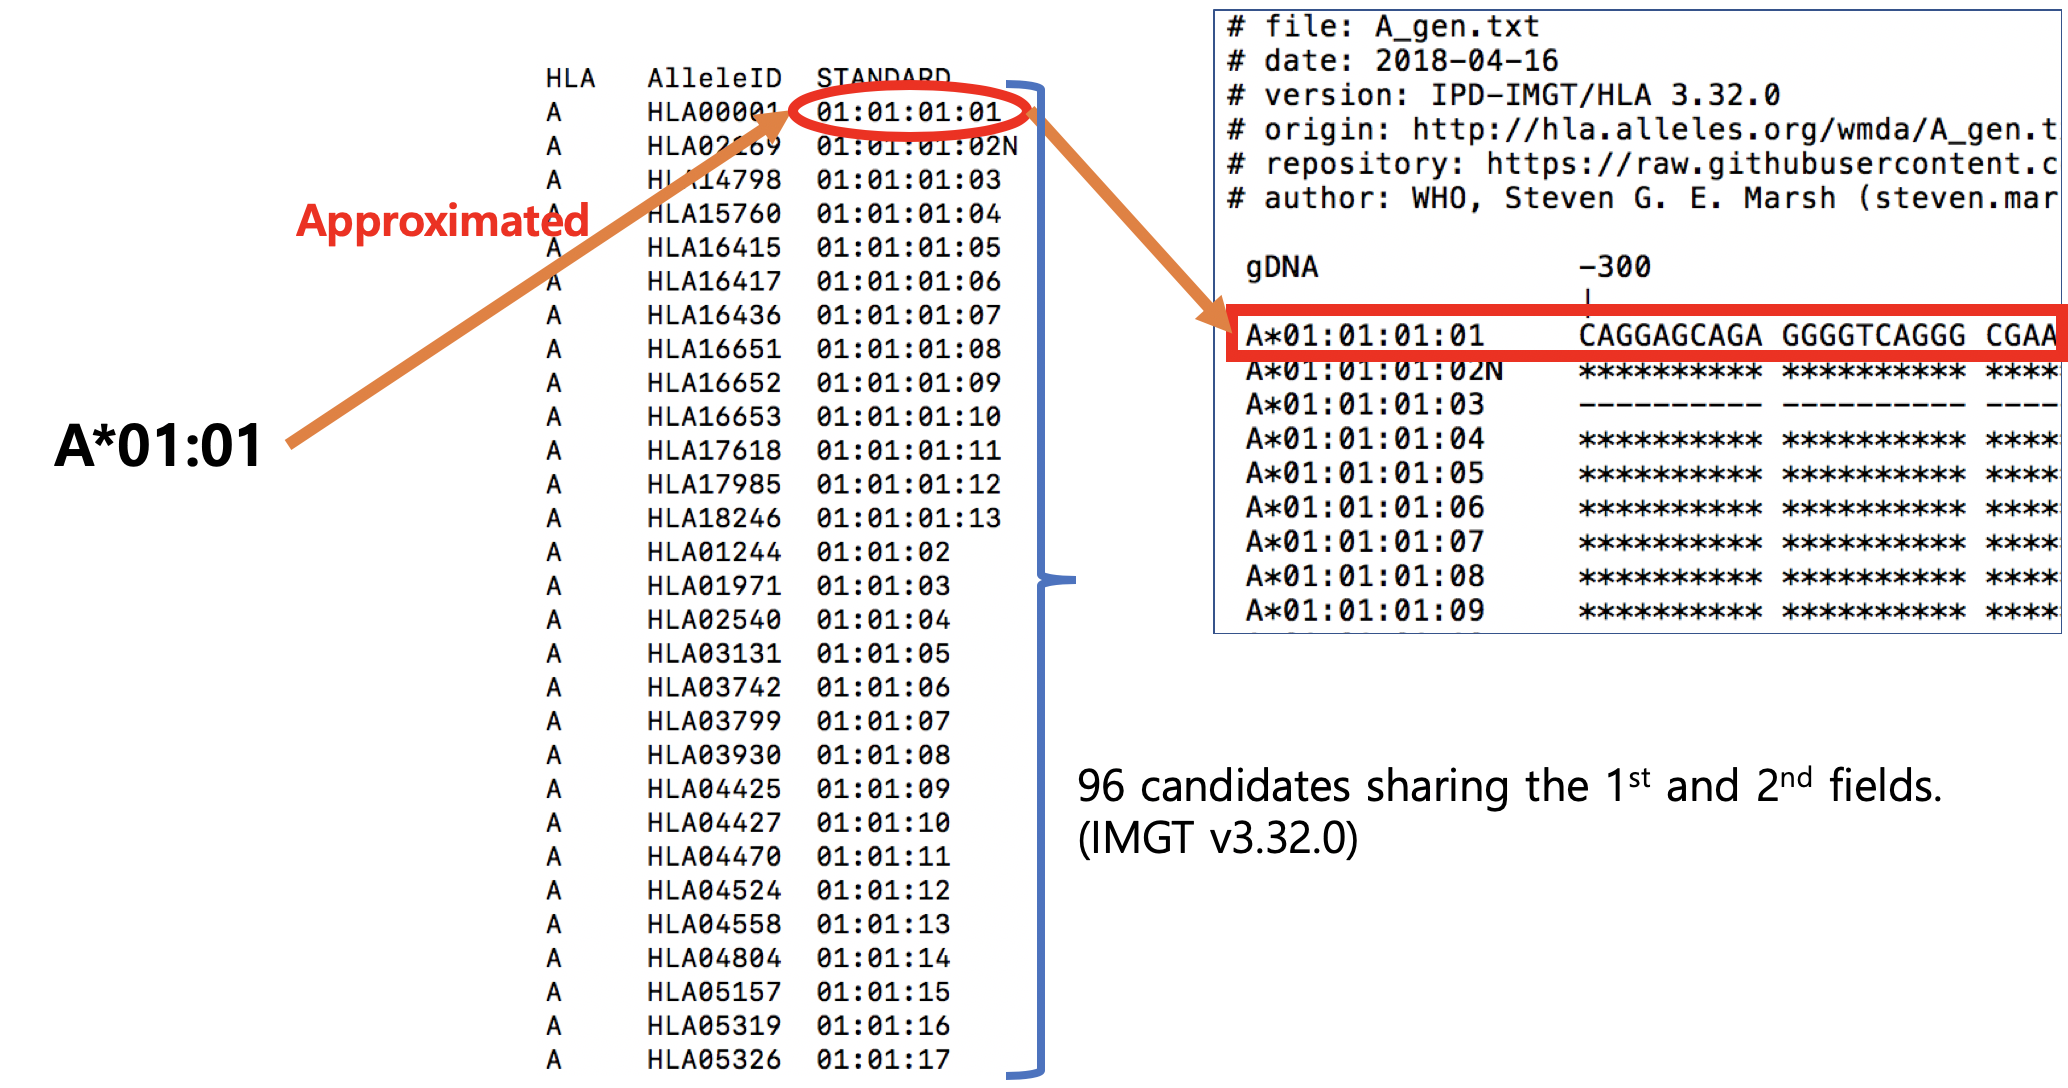 HLA AlleleID STANDARD
A HLA00001 01:01:01:01
A HLA02169 01:01:01:02N
A HLA14798 01:01:01:03
A HLA15760 01:01:01:04
A HLA16415 01:01:01:05
A HLA16417 01:01:01:06
A HLA16436 01:01:01:07
A HLA16651 01:01:01:08
A HLA16652 01:01:01:09
A HLA16653 01:01:01:10
A HLA17618 01:01:01:11
A HLA17985 01:01:01:12
A HLA18246 01:01:01:13
A HLA01244 01:01:02
A HLA01971 01:01:03
A HLA02540 01:01:04
A HLA03131 01:01:05
A HLA03742 01:01:06
A HLA03799 01:01:07
A HLA03930 01:01:08
A HLA04425 01:01:09
A HLA04427 01:01:10
A HLA04470 01:01:11
A HLA04524 01:01:12
A HLA04558 01:01:13
A HLA04804 01:01:14
A HLA05157 01:01:15
A HLA05319 01:01:16
A HLA05326 01:01:17
Approximated
A*01:01
# file: A_gen.txt
# date: 2018-04-16
# version: IPD-IMGT/HLA 3.32.0
# origin: http://hla.alleles.org/wmda/A_gen.t
# repository: https://raw.githubusercontent.c
# author: WHO, Steven G. E. Marsh (steven.mar
gDNA -300
|
A*01:01:01:01 CAGGAGCAGA GGGGTCAGGG CGAA
A*01:01:01:02N ********** ********** ****
A*01:01:01:03 ---------- ---------- ----
A*01:01:01:04 ********** ********** ****
A*01:01:01:05 ********** ********** ****
A*01:01:01:06 ********** ********** ****
A*01:01:01:07 ********** ********** ****
A*01:01:01:08 ********** ********** ****
A*01:01:01:09 ********** ********** ****
96 candidates sharing the 1st and 2nd fields.
(IMGT v3.32.0)